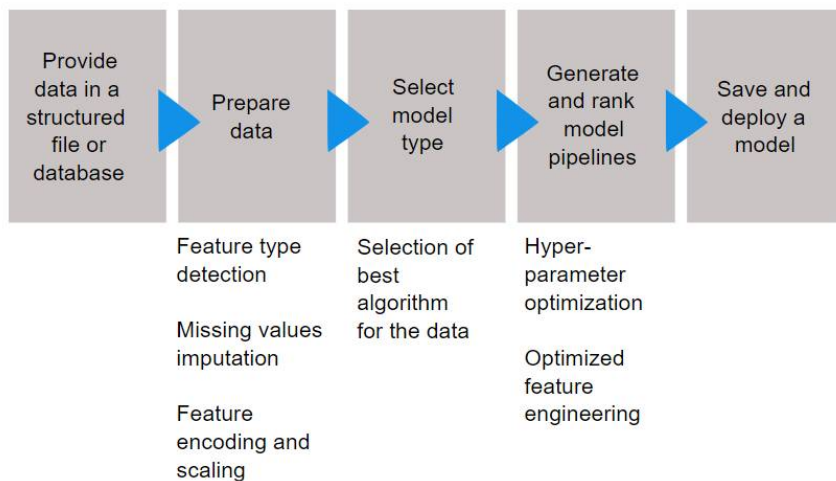 Provide
data in a
structured
file or
database
Prepare
data
Select
model
type
Generate
and rank
model
pipelines
Save and
deploy a
model
Feature type
detection
Missing values
imputation
Feature
encoding and
scaling
Selection of
best
algorithm
for the data
Hyper-
parameter
optimization
Optimized
feature
engineering